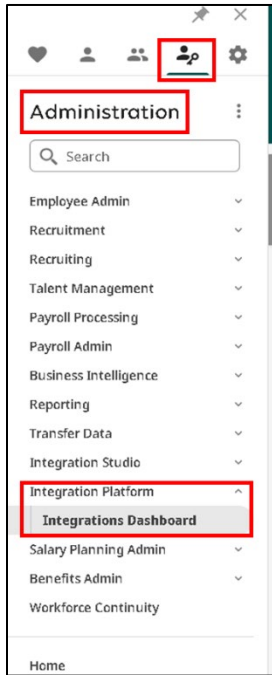 Administration
Search
Employee Admin
Recruitment
Recruiting
Talent Management
Payroll Processing
Payroll Admin
Business Intelligence
Reporting
Transfer Data
Integration Studio
Integration Platform
Integrations Dashboard
Salary Planning Admin
Benefits Admin
Workforce Continuity
Home